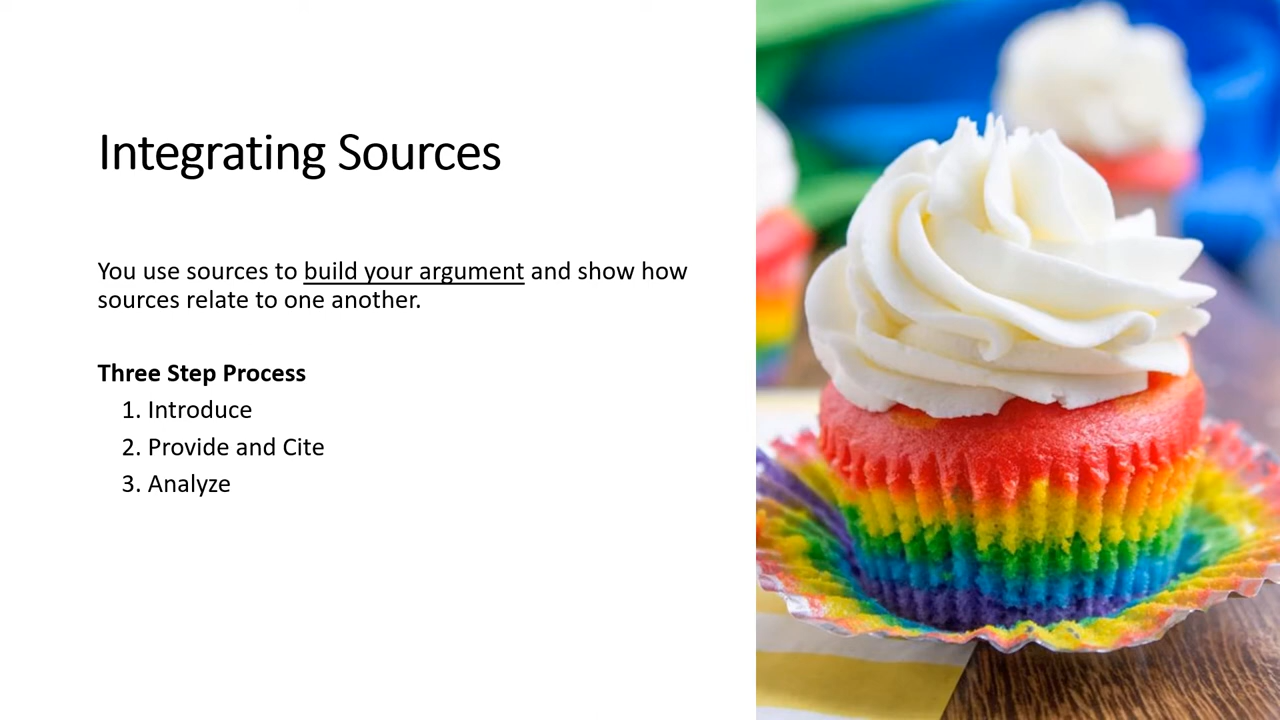 Integrating Sources
You use sources to build your argument and show how
sources relate to one another.
Three Step Process
1. Introduce
2. Provide and Cite
3. Analyze